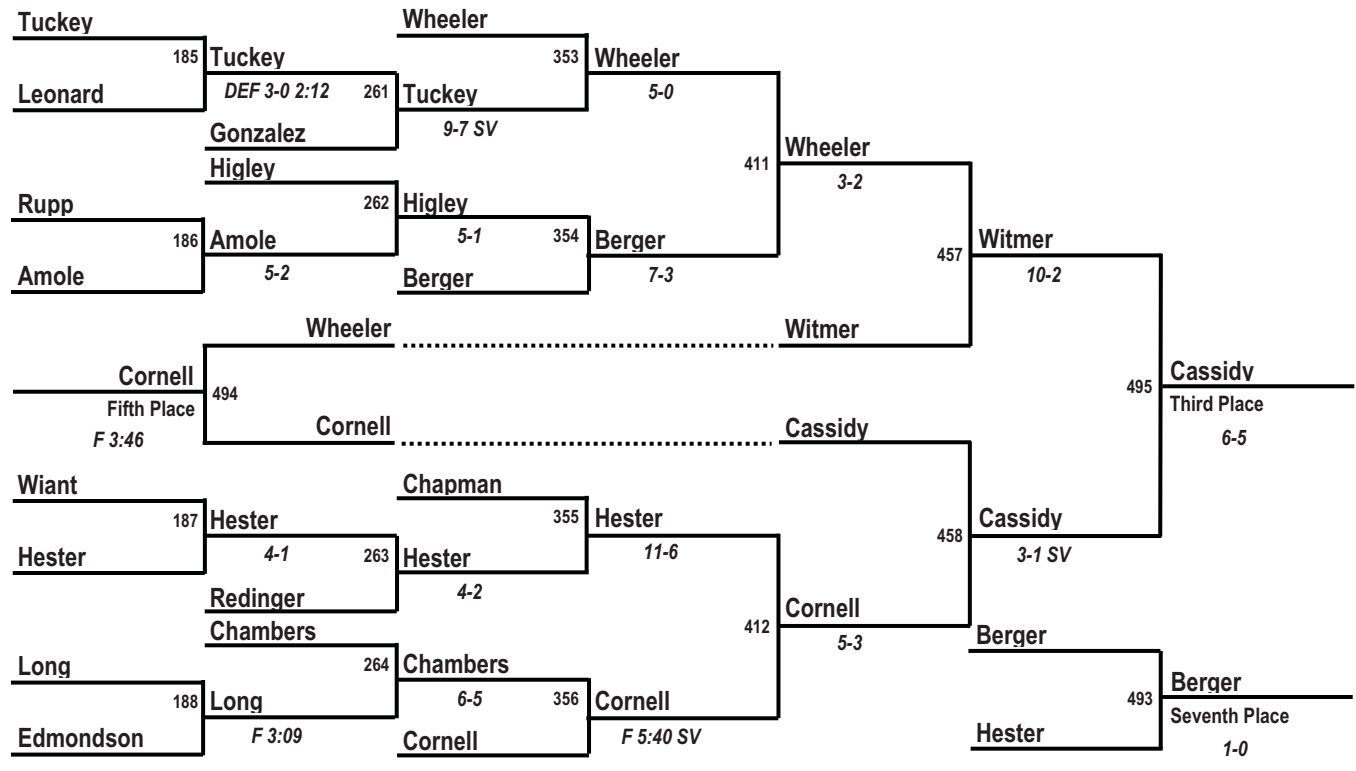 Tuckey
Wheeler
185
Tuckey
353
Wheeler
Leonard
DEF 3-0 2:12
261
Tuckey
5-0
Gonzalez
9-7 SV
Higley
411
Wheeler
3-2
Rupp
262
Higley
186
Amole
5-1
354
Berger
457
Witmer
Amole
5-2
Berger
7-3
10-2
Wheeler
Witmer
Cornell
494
495
Cassidy
Fifth Place
Third Place
F 3:46
Cornell
Cassidy
6-5
Wiant
Chapman
187
Hester
355
Hester
458
Cassidy
Hester
4-1
263
Hester
11-6
3-1 SV
Redinger
4-2
Chambers
412
Cornell
5-3
Berger
Long
264
Chambers
188
Long
6-5
356
Cornell
493
Berger
Edmondson
F 3:09
Cornell
F 5:40 SV
Hester
Seventh Place
1-0